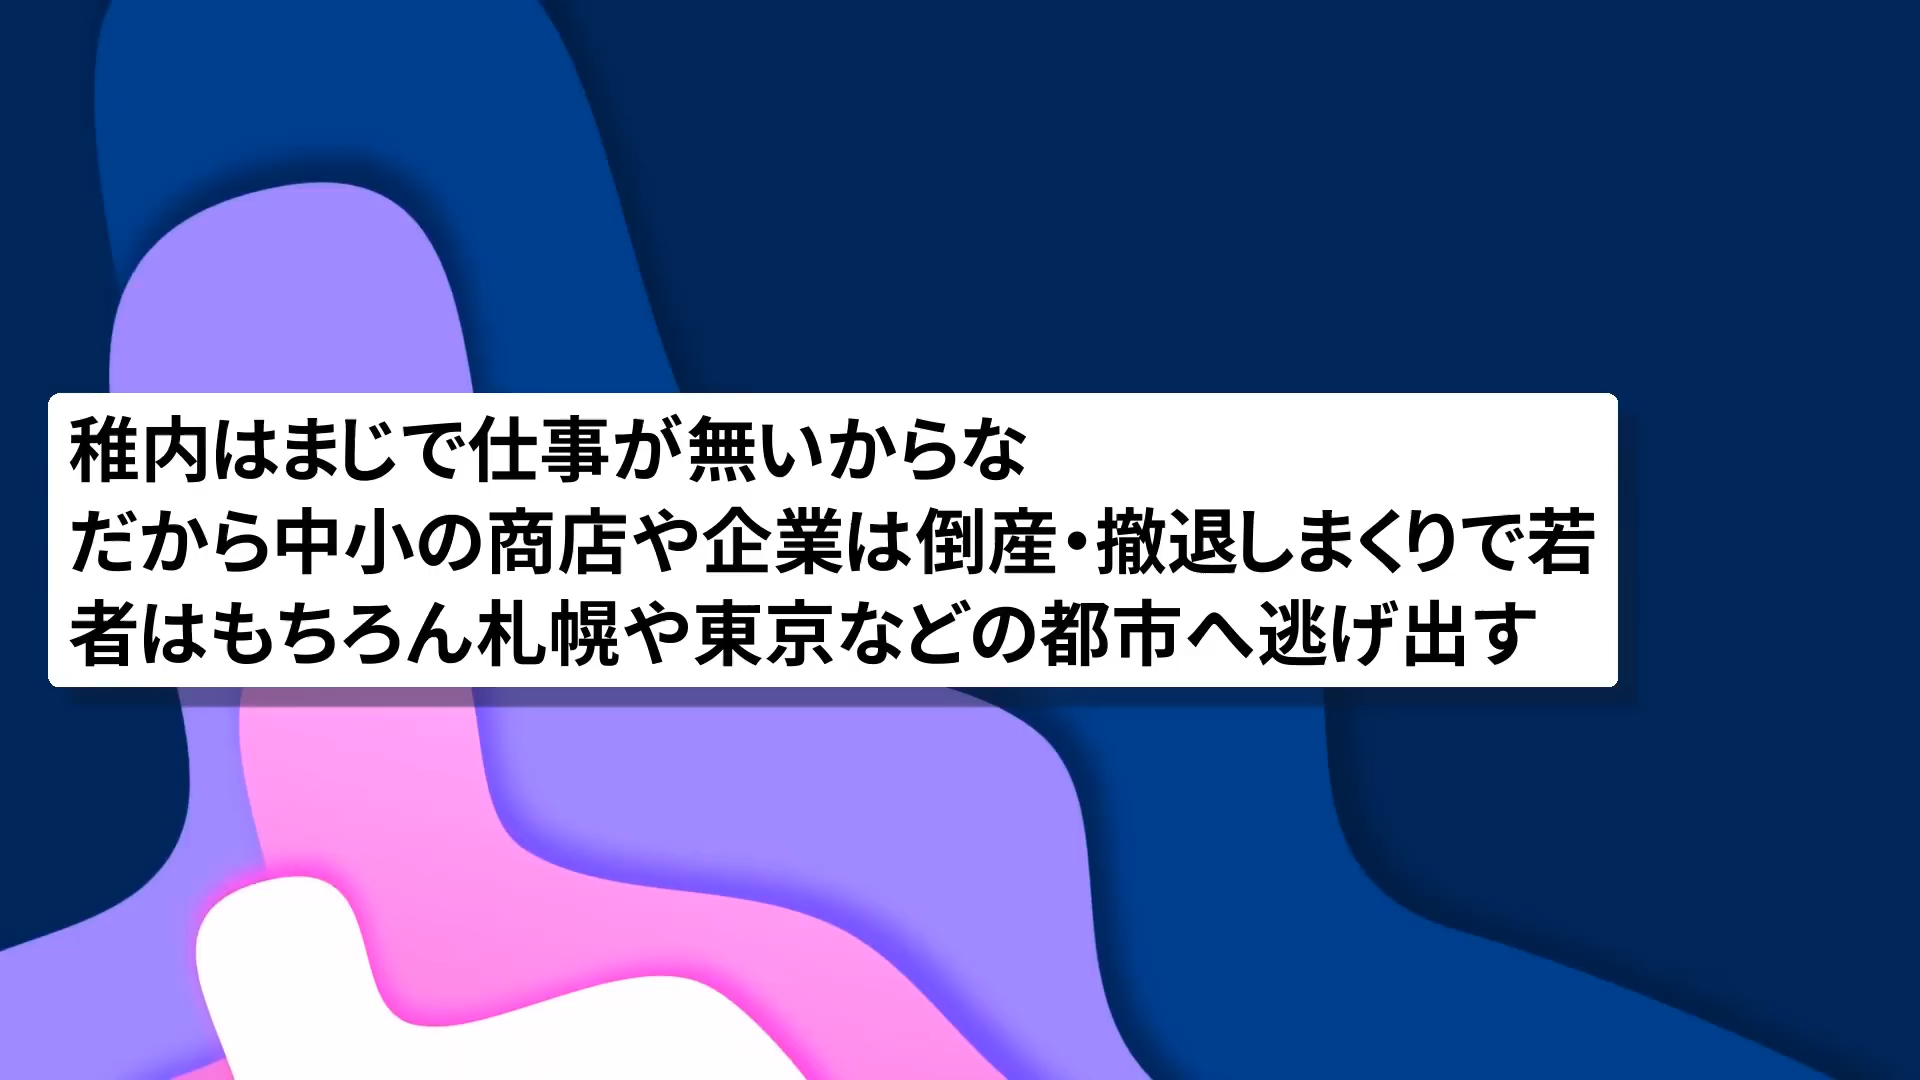 稚内はまじで仕事が無いからな
だから中小の商店や企業は倒産・撤退しまくりで若
者はもちろん札幌や東京などの都市へ逃げ出す